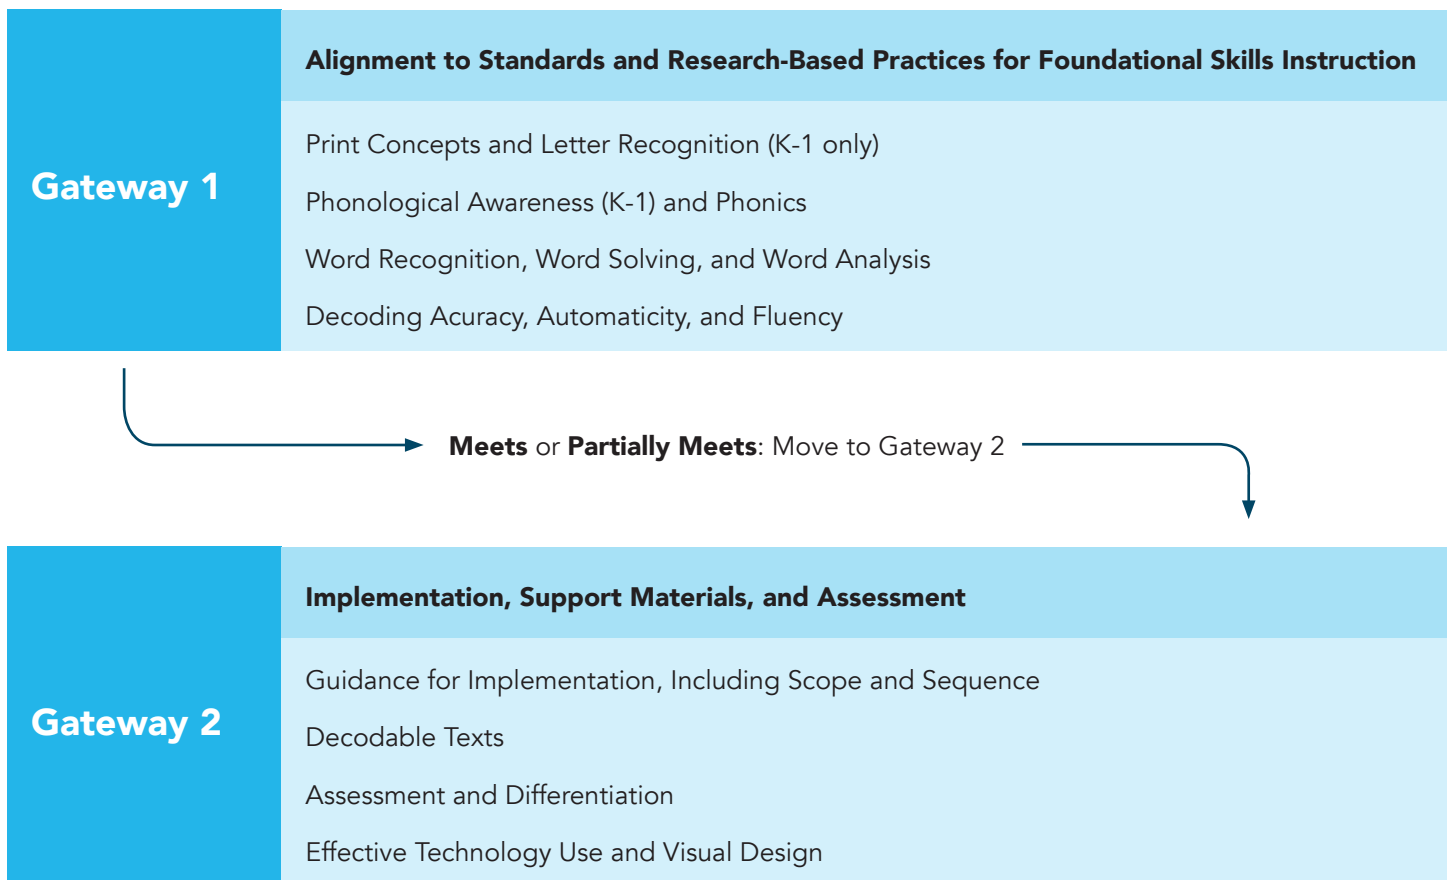 Alignment to Standards and Research-Based Practices for Foundational Skills Instruction
Gateway 1
Print Concepts and Letter Recognition (K-1 only)
Phonological Awareness (K-1) and Phonics
Word Recognition, Word Solving, and Word Analysis
Decoding Acuracy, Automaticity, and Fluency
Meets or Partially Meets: Move to Gateway 2
Implementation, Support Materials, and Assessment
Gateway 2
Guidance for Implementation, Including Scope and Sequence
Decodable Texts
Assessment and Differentiation
Effective Technology Use and Visual Design